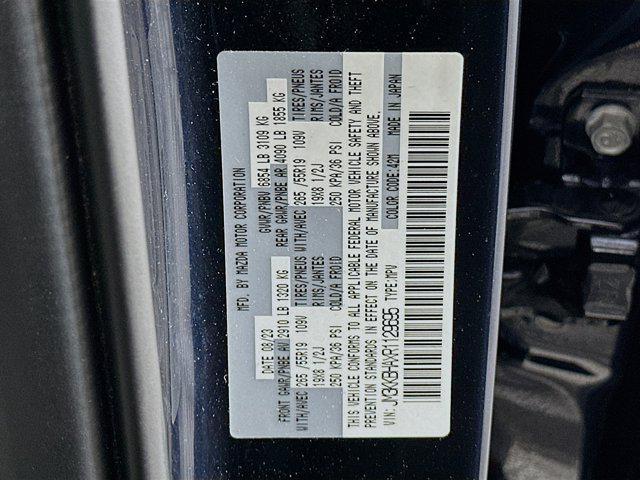 MFD. BY MAZDA MOTOR CORPORATION
DATE 08/23 GVWR/PNBV 6854 LB 3109 KG
FRONT GAWR/PNBE AV 2910 LB 1320 KG REAR GAWR/PNBE AR 4090 LB 1855 KG
WITH/AVEC 265 /55R19 109V TIRES/PNEUS WITH/AVEC 265 /55R19 109V TIRES/PNEUS
19X8 1/2J RIMS/JANTES 19X8 1/2J RIMS/JANTES
250 KPA/36 PSI COLD/A FROID 250 KPA/36 PSI COLD/A FROID
THIS VEHICLE CONFORMS TO ALL APPLICABLE FEDERAL MOTOR VEHICLE SAFETY AND THEFT
PREVENTION STANDARDS IN EFFECT ON THE DATE OF MANUFACTURE SHOWN ABOVE.
VIN: JM3KKBHAXR1129695 TYPE:MPV COLOR CODE:42M MADE IN JAPAN